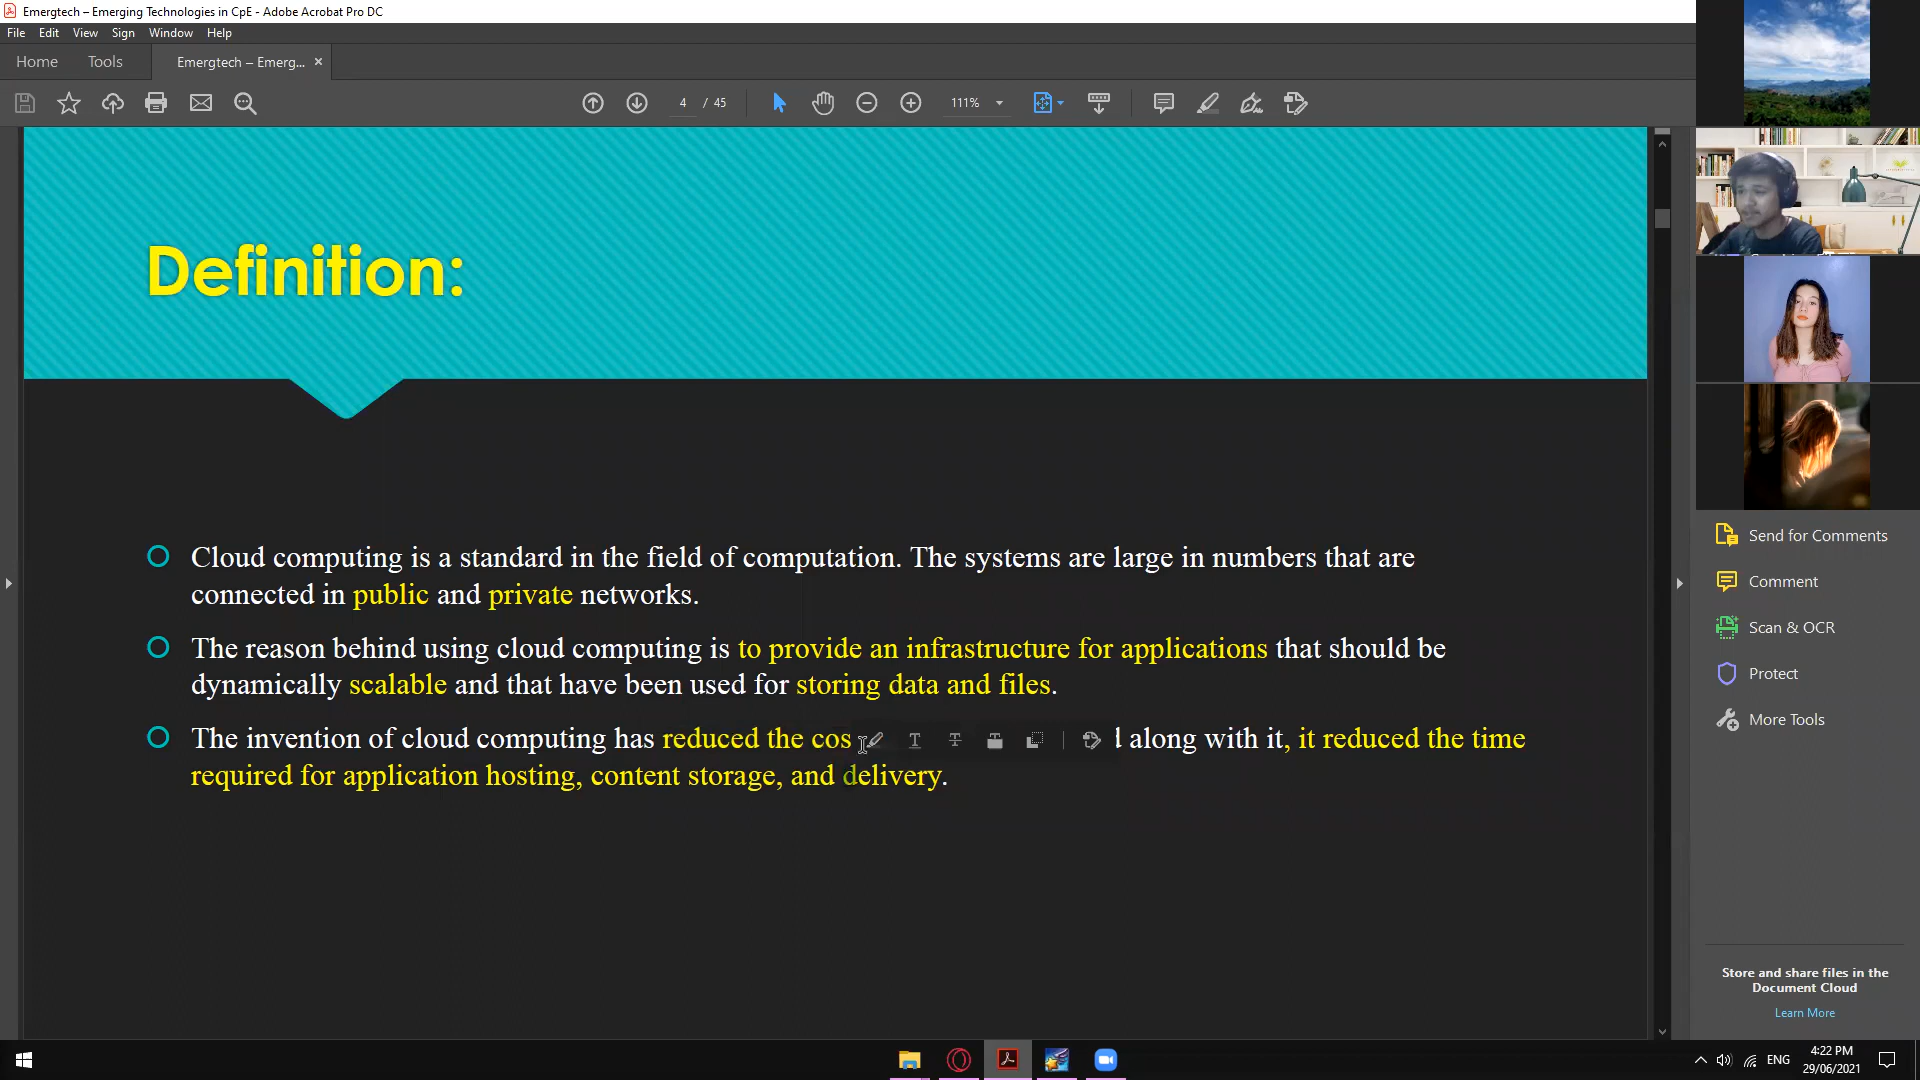 Emergtech – Emerging Technologies in CpE - Adobe Acrobat Pro DC
File Edit View Sign Window Help
Home Tools Emergtech – Emerg... ×
4 / 45 111%
Definition:
Cloud computing is a standard in the field of computation. The systems are large in numbers that are
connected in public and private networks.
The reason behind using cloud computing is to provide an infrastructure for applications that should be
dynamically scalable and that have been used for storing data and files.
The invention of cloud computing has reduced the cos along with it, it reduced the time
required for application hosting, content storage, and delivery.
Send for Comments
Comment
Scan & OCR
Protect
More Tools
Store and share files in the
Document Cloud
Learn More
ENG
4:22 PM
29/06/2021